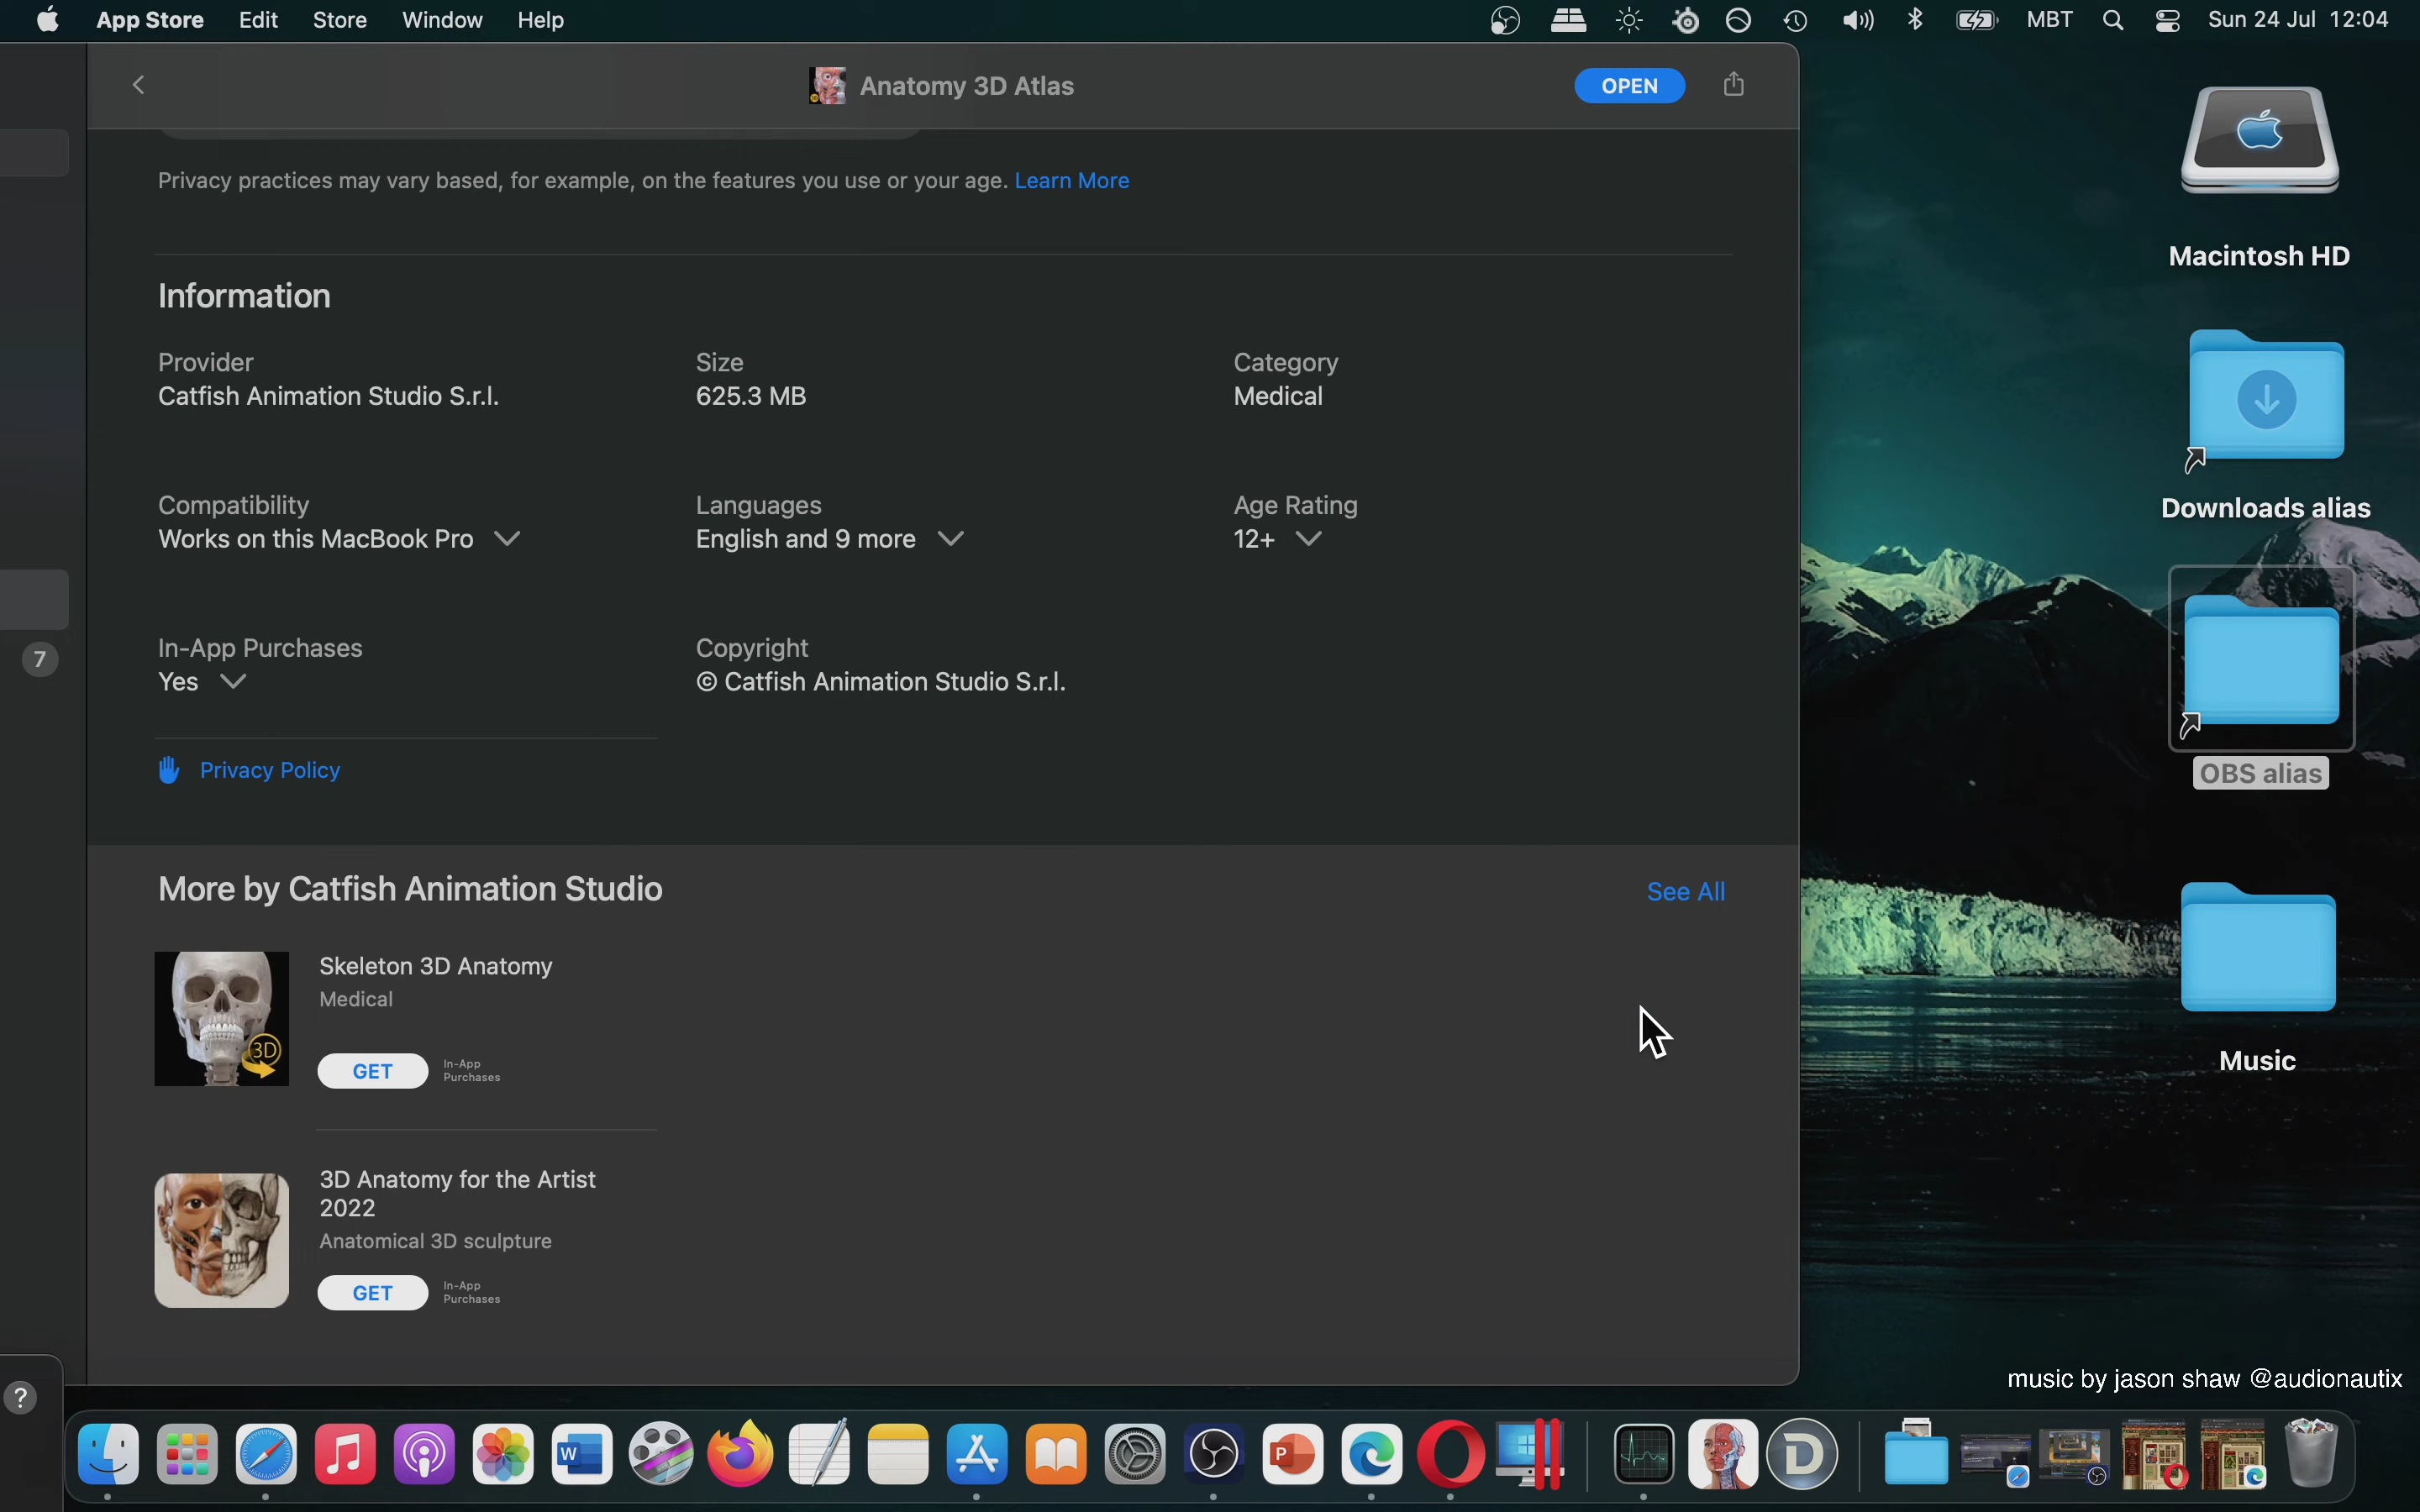 App Store Edit Store Window Help MBT Sun 24 Jul 12:04
Anatomy 3D Atlas
OPEN
Privacy practices may vary based, for example, on the features you use or your age. Learn More
Information
Provider
Catfish Animation Studio S.r.l.
Size
625.3 MB
Category
Medical
Compatibility
Works on this MacBook Pro
Languages
English and 9 more
Age Rating
12+
In-App Purchases
Yes
Copyright
© Catfish Animation Studio S.r.l.
7
Privacy Policy
More by Catfish Animation Studio
See All
Skeleton 3D Anatomy
Medical
3D
GET
In-App
Purchases
3D Anatomy for the Artist
2022
Anatomical 3D sculpture
GET
In-App
Purchases
?
Macintosh HD
Downloads alias
OBS alias
Music
music by jason shaw @audionautix
W
P
D